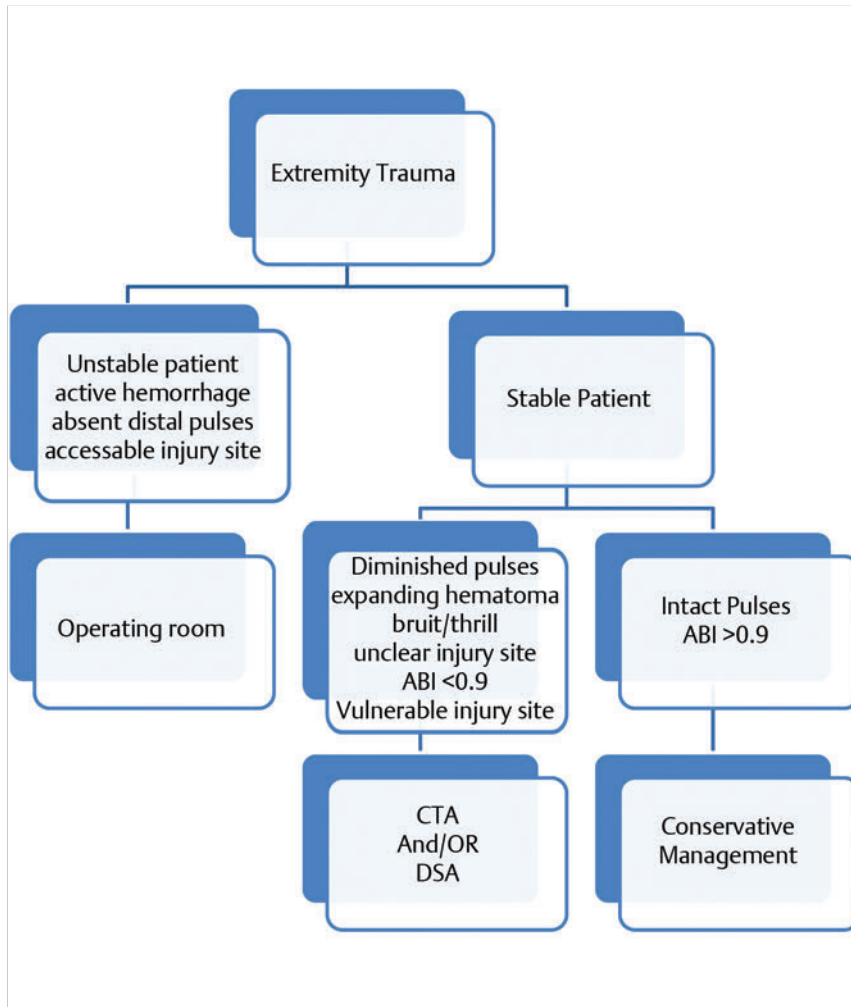 Extremity Trauma
Unstable patient
active hemorrhage
absent distal pulses
accessable injury site
Stable Patient
Operating room
Diminished pulses
expanding hematoma
bruit/thrill
unclear injury site
ABI <0.9
Vulnerable injury site
Intact Pulses
ABI >0.9
CTA
And/OR
DSA
Conservative
Management